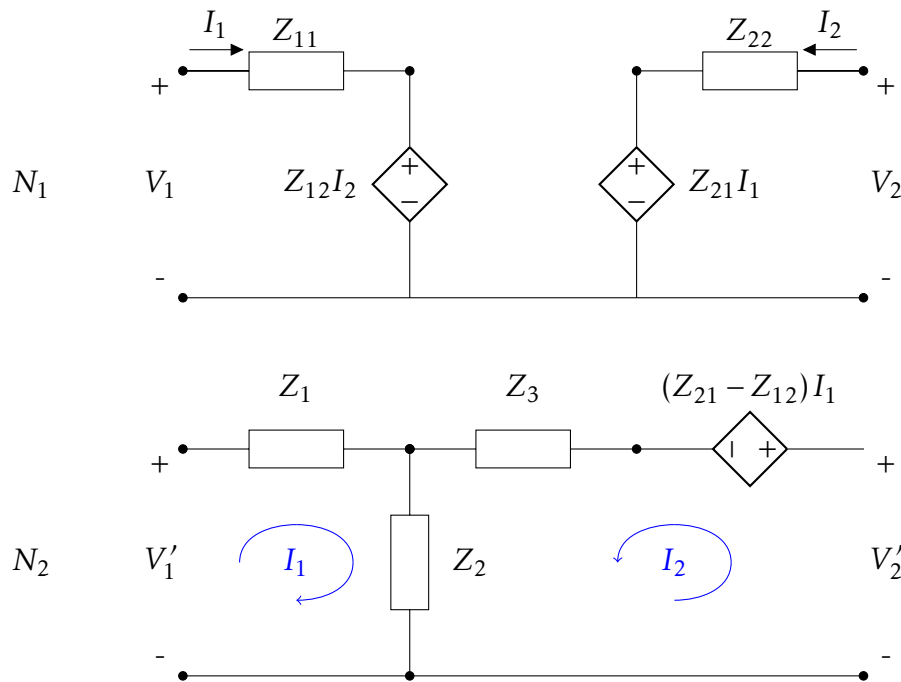 I₁ Z₁₁ Z₂₂ I₂
+ +
N₁ V₁ Z₁₂I₂ + − + − Z₂₁I₁ V₂
- -
Z₁ Z₃ (Z₂₁ − Z₁₂) I₁
+ − + +
N₂ V₁′ I₁ Z₂ I₂ V₂′
- -